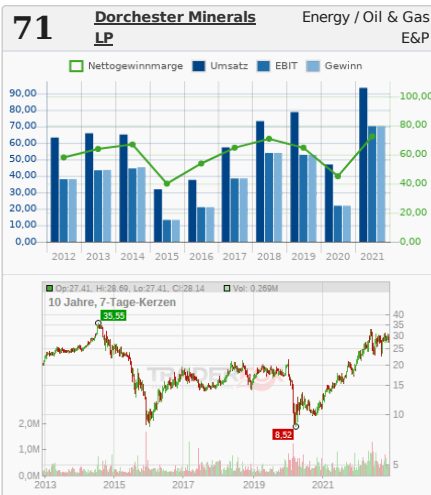 71
Dorchester Minerals
LP
Energy / Oil & Gas
E&P
Nettogewinnmarge Umsatz EBIT Gewinn
90,00
80,00
70,00
60,00
50,00
40,00
30,00
20,00
10,00
0,00
100,00
80,00
60,00
40,00
20,00
0,00
2012 2013 2014 2015 2016 2017 2018 2019 2020 2021
Op:27.41, Hi:28.69, Lo:27.41, Cl:28.14 Vol: 0.269M
10 Jahre, 7-Tage-Kerzen
35,55
8,52
40
35
30
25
20
15
10
5
2,0M
1,0M
0,0M
2013 2015 2017 2019 2021